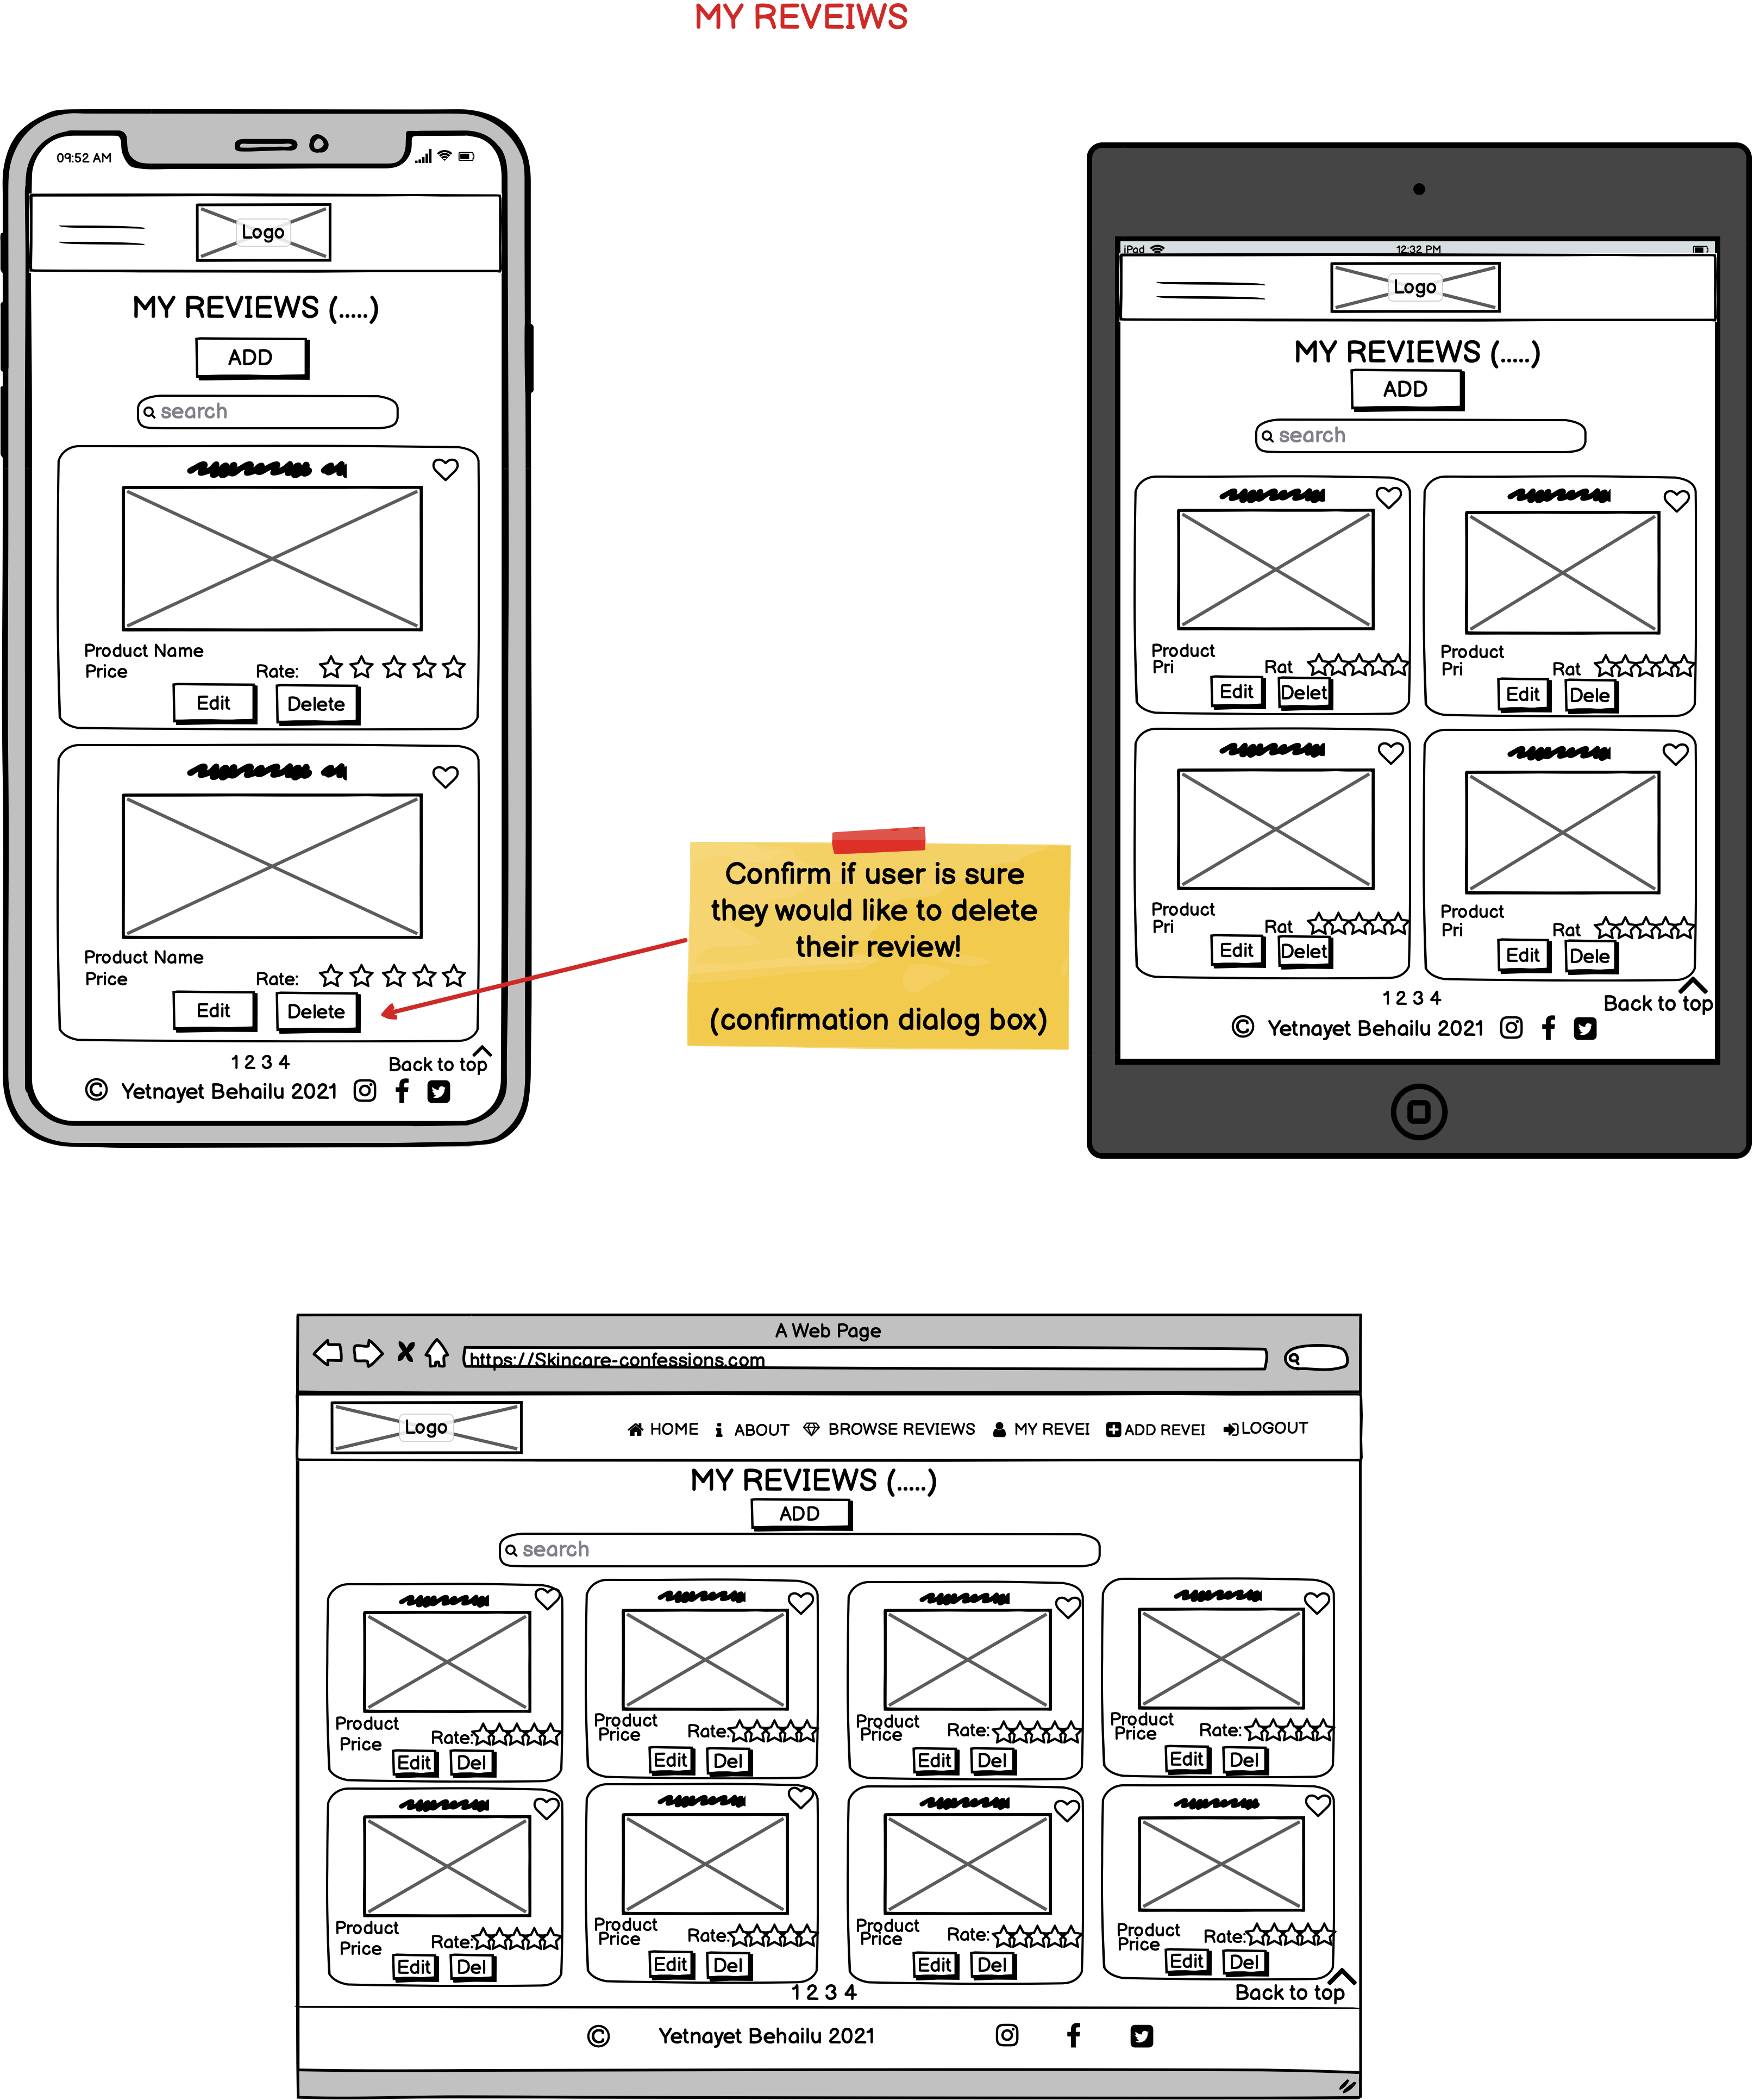 MY REVEIWS
09:52 AM
Logo
MY REVIEWS (.....)
ADD
search
Product Name
Price
Rate:
Edit
Delete
Product Name
Price
Rate:
Edit
Delete
1 2 3 4
Back to top
© Yetnayet Behailu 2021
Confirm if user is sure
they would like to delete
their review!
(confirmation dialog box)
iPad
12:32 PM
Logo
MY REVIEWS (.....)
ADD
search
Product
Pri
Rat
Edit
Delet
Product
Pri
Rat
Edit
Dele
Product
Pri
Rat
Edit
Delet
Product
Pri
Rat
Edit
Dele
1 2 3 4
Back to top
© Yetnayet Behailu 2021
A Web Page
https://Skincare-confessions.com
Logo
HOME ABOUT BROWSE REVIEWS MY REVEI ADD REVEI LOGOUT
MY REVIEWS (.....)
ADD
search
Product
Price
Rate:
Edit
Del
Product
Price
Rate:
Edit
Del
Product
Price
Rate:
Edit
Del
Product
Price
Rate:
Edit
Del
Product
Price
Rate:
Edit
Del
Product
Price
Rate:
Edit
Del
Product
Price
Rate:
Edit
Del
Product
Price
Rate:
Edit
Del
1 2 3 4
Back to top
© Yetnayet Behailu 2021